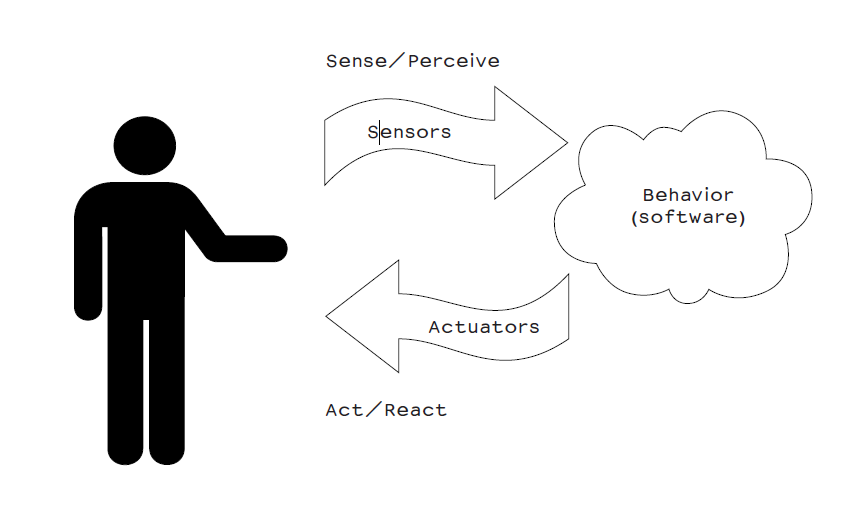 Sense/Perceive
Sensors
Behavior
(software)
Actuators
Act/React